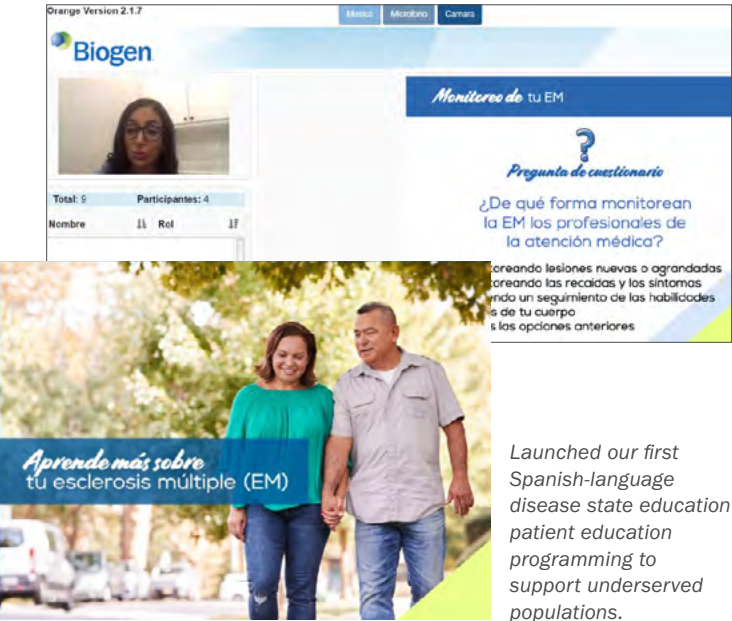 Orange Version 2.1.7
Musica Microfono Camara
Biogen
Total: 9 Participantes: 4
Nombre Rol
Monitoreo de tu EM
?
Pregunta de cuestionario
¿De qué forma monitorean
la EM los profesionales de
la atención médica?
oreando lesiones nuevas o agrandadas
oreando las recaídas y los síntomas
endo un seguimiento de las habilidades
s de tu cuerpo
s las opciones anteriores
Aprende más sobre
tu esclerosis múltiple (EM)
Launched our first
Spanish-language
disease state education
patient education
programming to
support underserved
populations.